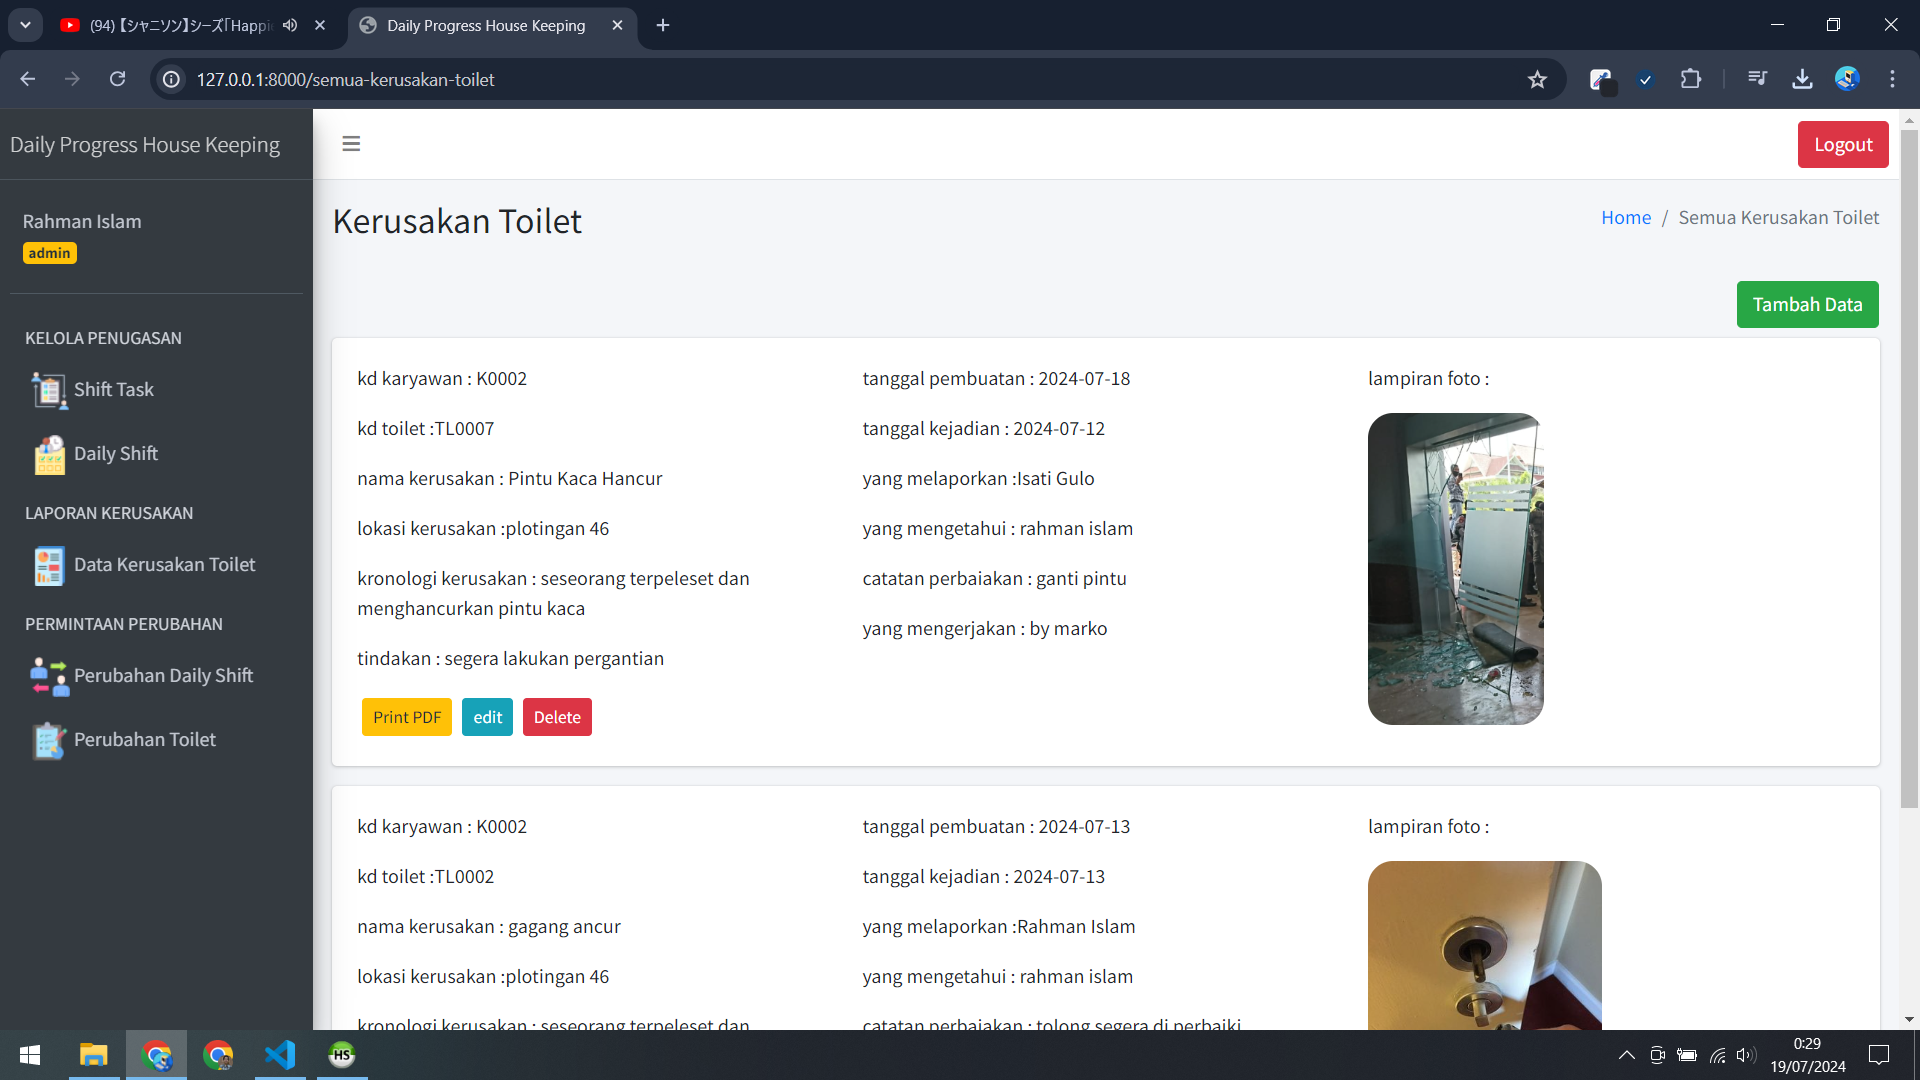 (94) 【シャニソン】シーズ「Happi
Daily Progress House Keeping
127.0.0.1:8000/semua-kerusakan-toilet
Daily Progress House Keeping
Logout
Rahman Islam
admin
Kerusakan Toilet
Home / Semua Kerusakan Toilet
Tambah Data
KELOLA PENUGASAN
Shift Task
Daily Shift
LAPORAN KERUSAKAN
Data Kerusakan Toilet
PERMINTAAN PERUBAHAN
Perubahan Daily Shift
Perubahan Toilet
kd karyawan : K0002
kd toilet :TL0007
nama kerusakan : Pintu Kaca Hancur
lokasi kerusakan :plotingan 46
kronologi kerusakan : seseorang terpeleset dan
menghancurkan pintu kaca
tindakan : segera lakukan pergantian
Print PDF
edit
Delete
tanggal pembuatan : 2024-07-18
tanggal kejadian : 2024-07-12
yang melaporkan :Isati Gulo
yang mengetahui : rahman islam
catatan perbaiakan : ganti pintu
yang mengerjakan : by marko
lampiran foto :
kd karyawan : K0002
kd toilet :TL0002
nama kerusakan : gagang ancur
lokasi kerusakan :plotingan 46
kronologi kerusakan : seseorang terpeleset dan
tanggal pembuatan : 2024-07-13
tanggal kejadian : 2024-07-13
yang melaporkan :Rahman Islam
yang mengetahui : rahman islam
catatan perbaiakan : tolong segera di perbaiki
lampiran foto :
HS
0:29
19/07/2024